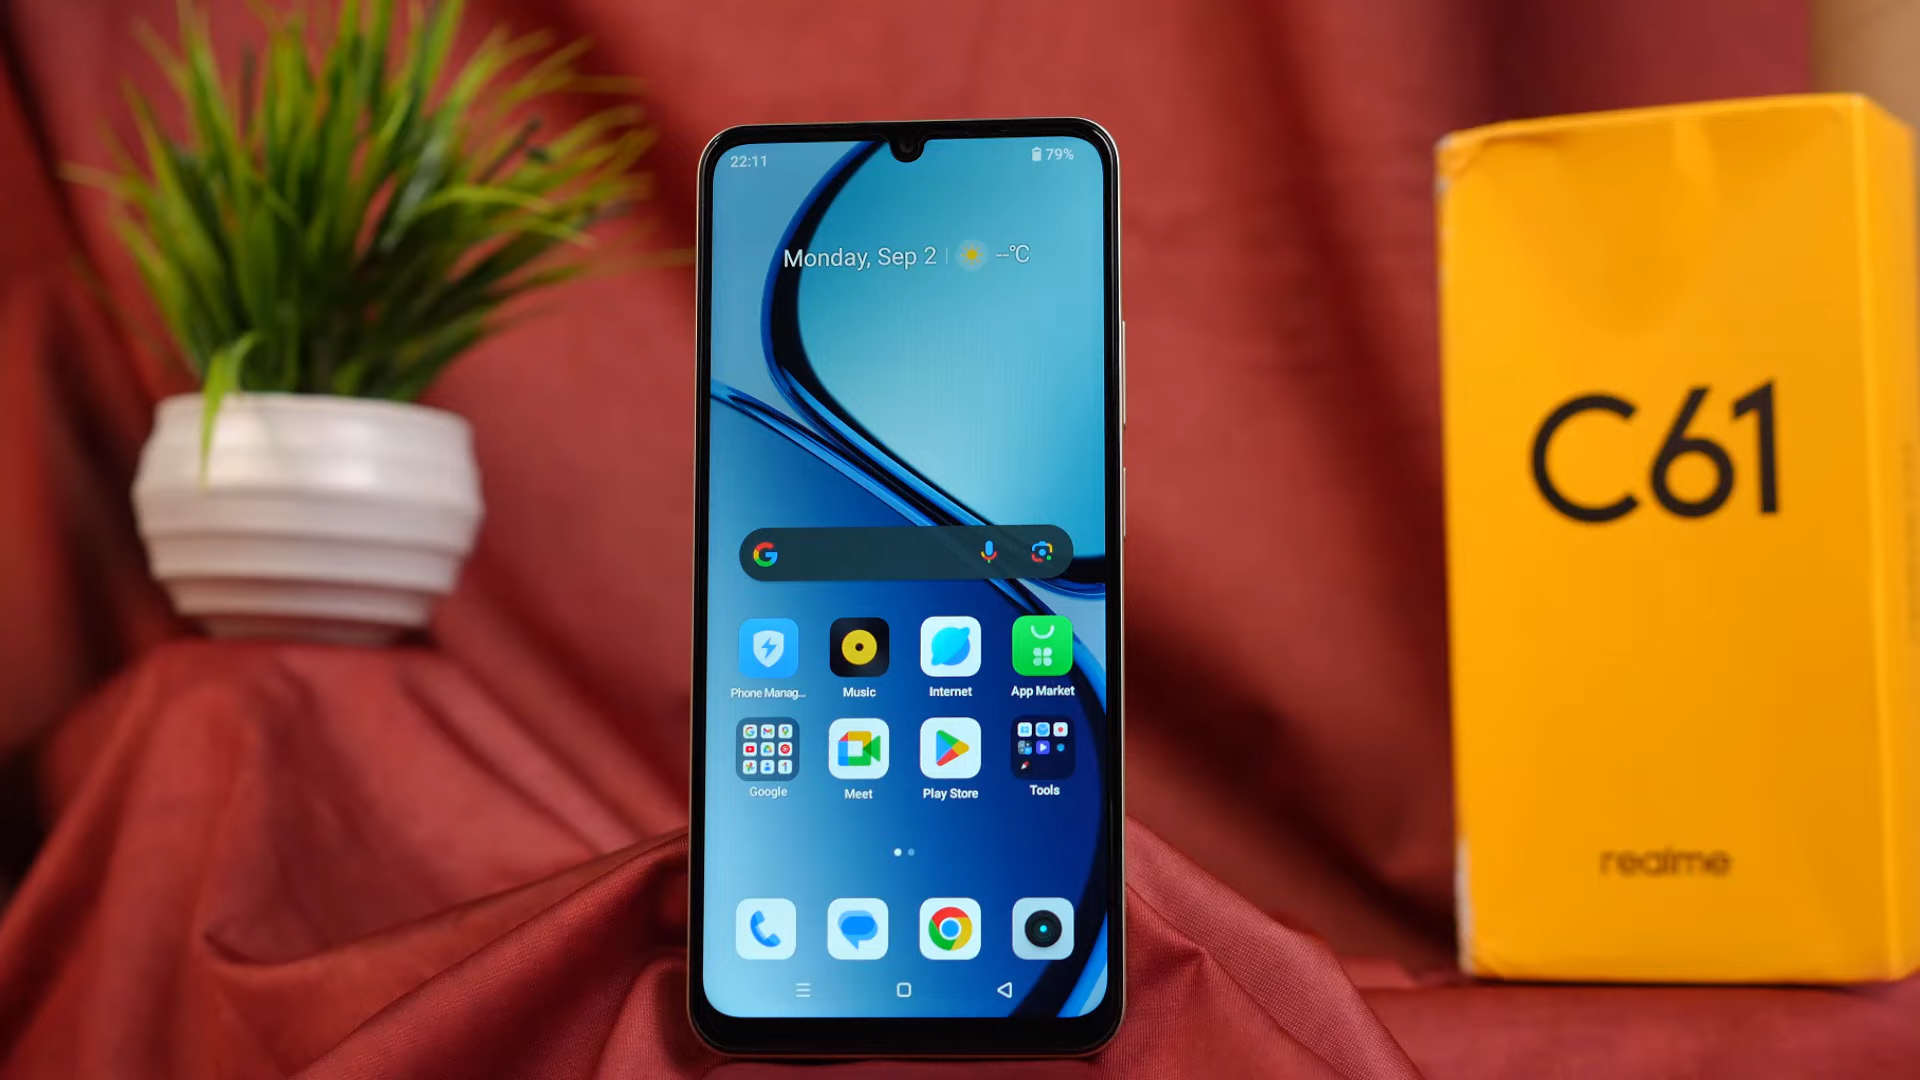 22:11
79%
Monday, Sep 2 | --°C
Phone Manag...
Music
Internet
App Market
Google
Meet
Play Store
Tools
C61
realme